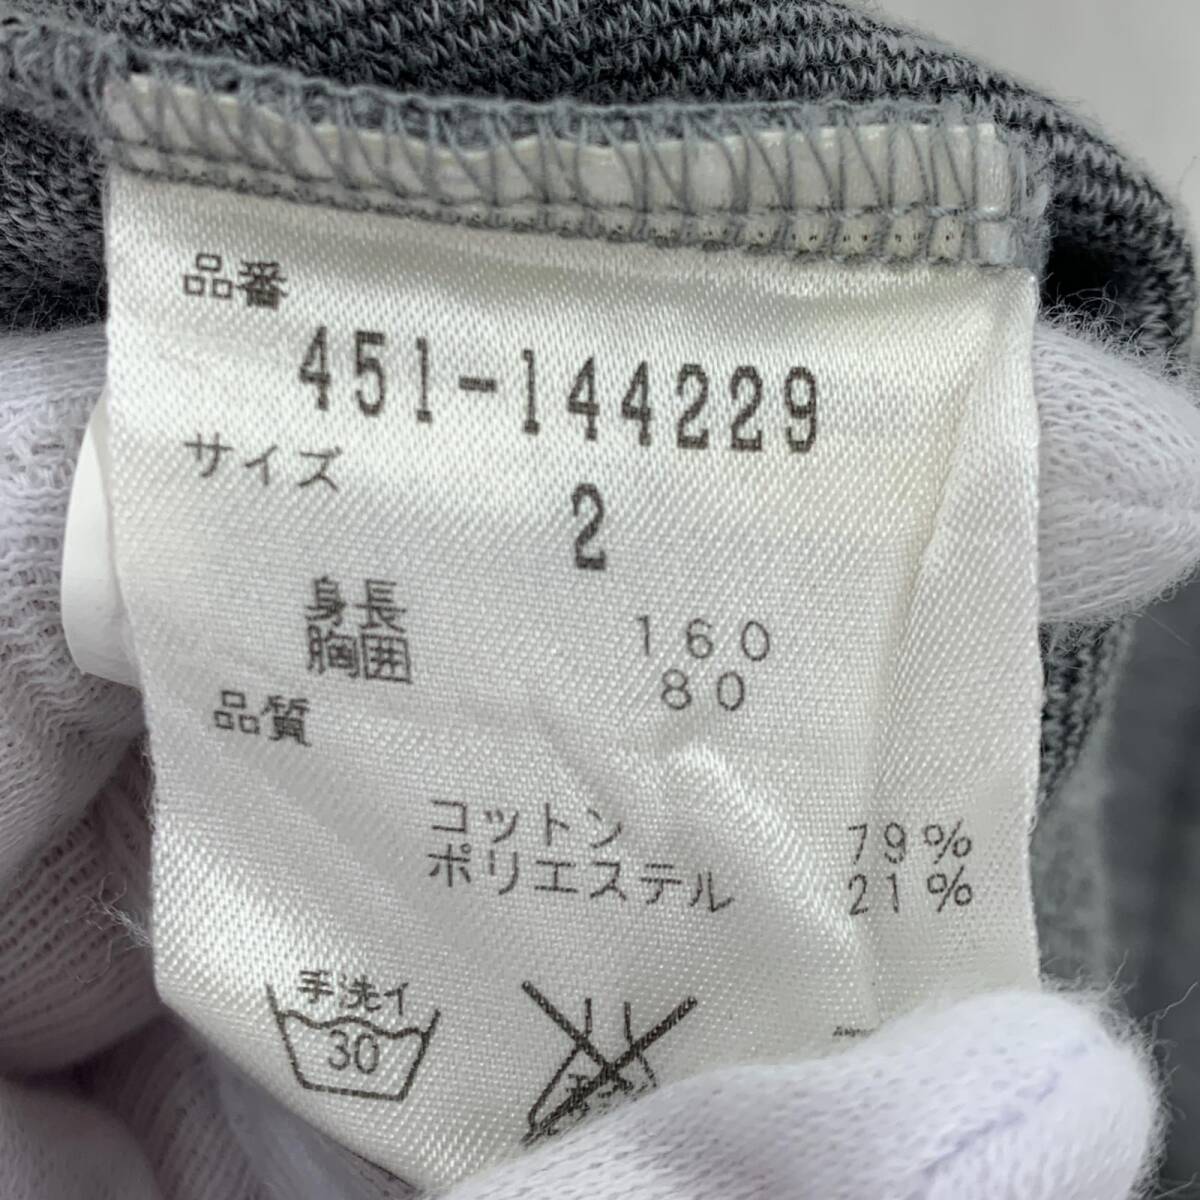 品番
451-144229
サイズ
2
身長 160
胸囲 80
品質
コットン 79%
ポリエステル 21%
手洗イ
30